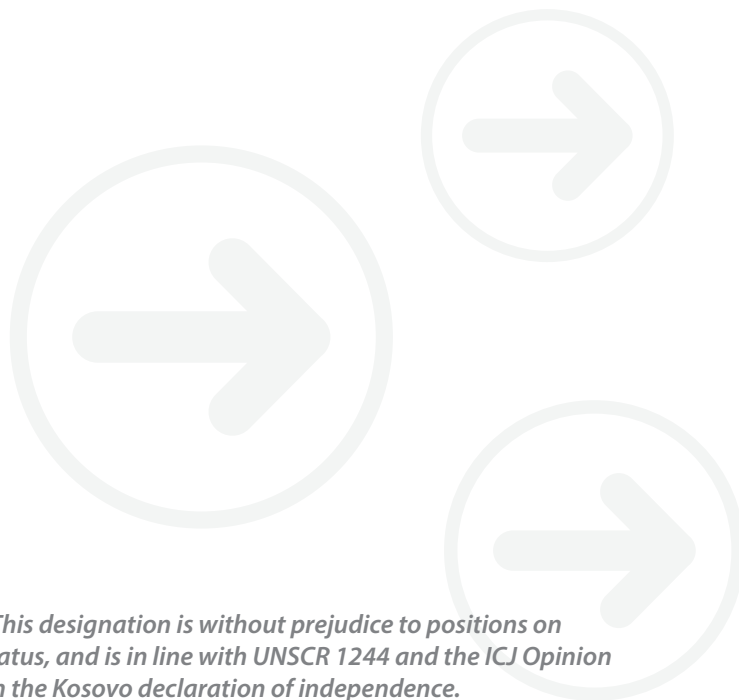 his designation is without prejudice to positions on
atus, and is in line with UNSCR 1244 and the ICJ Opinion
n the Kosovo declaration of independence.